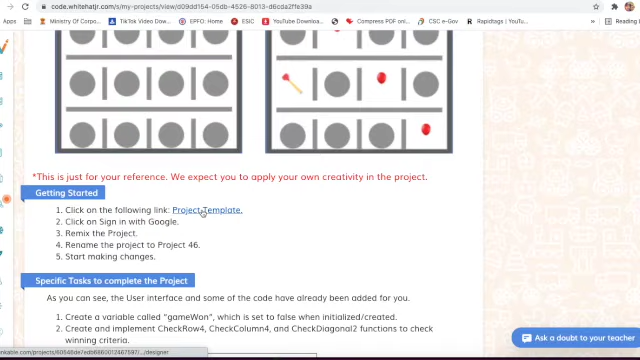 code.whitehatjr.com/s/my-projects/view/d09dd154-05db-4526-8013-d6cdfe4ff39a
Apps
Ministry Of Corpo...
TikTok Video Down...
IPFO: Home
ESIC
YouTube Download...
Compress PDF onlin...
CSC e-Gov
Rapidtags | YouTu...
Reading
*This is just for your reference. We expect you to apply your own creativity in the project.
Getting Started
1. Click on the following link: Project Template.
2. Click on Sign in with Google.
3. Remix the Project.
4. Rename the project to Project 46.
5. Start making changes.
Specific Tasks to complete the Project
As you can see, the User interface and some of the code have already been added for you.
1. Create a variable called "gameWon", which is set to false when initialized/created.
2. Create and implement CheckRow4, CheckColumn4, and CheckDiagonal2 functions to check
winning criteria.
Ask a doubt to your teacher